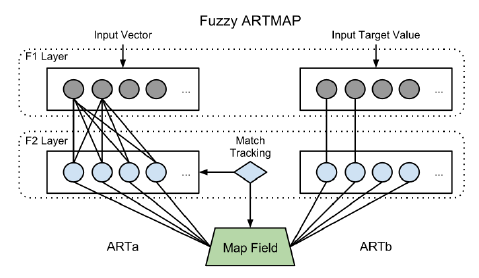 Fuzzy ARTMAP
Input Vector
Input Target Value
F1 Layer
...
...
F2 Layer
Match
Tracking
...
...
ARTa
Map Field
ARTb